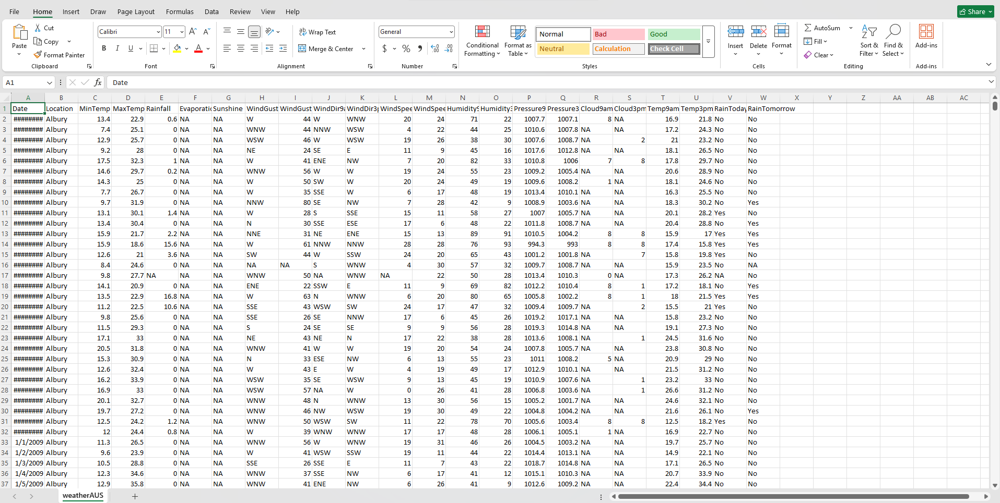 File Home Insert Draw Page Layout Formulas Data Review View Help Share
Cut Calibri 11 Wrap Text General Normal Bad Good AutoSum
Copy Paste Conditional Format as Insert Delete Format Fill Sort & Find & Add-ins
Format Painter B I U Merge & Center $ % Formatting Table Neutral Calculation Check Cell Clear Filter Select
Clipboard Font Alignment Number Styles Cells Editing Add-ins
A1 fx Date
A B C D E F G H I J K L M N O P Q R S T U V W X Y Z AA AB AC
1 Date Location MinTemp MaxTemp Rainfall Evaporatio Sunshine WindGust WindGust WindDir9a WindDir3p WindSpee WindSpee Humidity9 Humidity3 Pressure9 Pressure3 Cloud9am Cloud3pm Temp9am Temp3pm RainToday RainTomorrow
2 ######## Albury 13.4 22.9 0.6 NA NA W 44 W WNW 20 24 71 22 1007.7 1007.1 8 NA 16.9 21.8 No No
3 ######## Albury 7.4 25.1 0 NA NA WNW 44 NNW WSW 4 22 44 25 1010.6 1007.8 NA NA 17.2 24.3 No No
4 ######## Albury 12.9 25.7 0 NA NA WSW 46 W WSW 19 26 38 30 1007.6 1008.7 NA 2 21 23.2 No No
5 ######## Albury 9.2 28 0 NA NA NE 24 SE E 11 9 45 16 1017.6 1012.8 NA NA 18.1 26.5 No No
6 ######## Albury 17.5 32.3 1 NA NA W 41 ENE NW 7 20 82 33 1010.8 1006 7 8 17.8 29.7 No No
7 ######## Albury 14.6 29.7 0.2 NA NA WNW 56 W W 19 24 55 23 1009.2 1005.4 NA NA 20.6 28.9 No No
8 ######## Albury 14.3 25 0 NA NA W 50 SW W 20 24 49 19 1009.6 1008.2 1 NA 18.1 24.6 No No
9 ######## Albury 7.7 26.7 0 NA NA W 35 SSE W 6 17 48 19 1013.4 1010.1 NA NA 16.3 25.5 No No
10 ######## Albury 9.7 31.9 0 NA NA NNW 80 SE NW 7 28 42 9 1008.9 1003.6 NA NA 18.3 30.2 No Yes
11 ######## Albury 13.1 30.1 1.4 NA NA W 28 S SSE 15 11 58 27 1007 1005.7 NA NA 20.1 28.2 Yes No
12 ######## Albury 13.4 30.4 0 NA NA N 30 SSE ESE 17 6 48 22 1011.8 1008.7 NA NA 20.4 28.8 No Yes
13 ######## Albury 15.9 21.7 2.2 NA NA NNE 31 NE ENE 15 13 89 91 1010.5 1004.2 8 8 15.9 17 Yes Yes
14 ######## Albury 15.9 18.6 15.6 NA NA W 61 NNW NNW 28 28 76 93 994.3 993 8 8 17.4 15.8 Yes Yes
15 ######## Albury 12.6 21 3.6 NA NA SW 44 W SSW 24 20 65 43 1001.2 1001.8 NA 7 15.8 19.8 Yes No
16 ######## Albury 8.4 24.6 0 NA NA NA NA S WNW 4 30 57 32 1009.7 1008.7 NA NA 15.9 23.5 No NA
17 ######## Albury 9.8 27.7 NA NA NA WNW 50 NA WNW NA 22 50 28 1013.4 1010.3 0 NA 17.3 26.2 NA No
18 ######## Albury 14.1 20.9 0 NA NA ENE 22 SSW E 11 9 69 82 1012.2 1010.4 8 1 17.2 18.1 No Yes
19 ######## Albury 13.5 22.9 16.8 NA NA W 63 N WNW 6 20 80 65 1005.8 1002.2 8 1 18 21.5 Yes Yes
20 ######## Albury 11.2 22.5 10.6 NA NA SSE 43 WSW SW 24 17 47 32 1009.4 1009.7 NA 2 15.5 21 Yes No
21 ######## Albury 9.8 25.6 0 NA NA SSE 26 SE NNW 17 6 45 26 1019.2 1017.1 NA NA 15.8 23.2 No No
22 ######## Albury 11.5 29.3 0 NA NA S 24 SE SE 9 9 56 28 1019.3 1014.8 NA NA 19.1 27.3 No No
23 ######## Albury 17.1 33 0 NA NA NE 43 NE N 17 22 38 28 1013.6 1008.1 NA 1 24.5 31.6 No No
24 ######## Albury 20.5 31.8 0 NA NA WNW 41 W W 19 20 54 24 1007.8 1005.7 NA NA 23.8 30.8 No No
25 ######## Albury 15.3 30.9 0 NA NA N 33 ESE NW 6 13 55 23 1011 1008.2 5 NA 20.9 29 No No
26 ######## Albury 12.6 32.4 0 NA NA W 43 E W 4 19 49 17 1012.9 1010.1 NA NA 21.5 31.2 No No
27 ######## Albury 16.2 33.9 0 NA NA WSW 35 SE WSW 9 13 45 19 1010.9 1007.6 NA 1 23.2 33 No No
28 ######## Albury 16.9 33 0 NA NA WSW 57 NA W 0 26 41 28 1006.8 1003.6 NA 1 26.6 31.2 No No
29 ######## Albury 20.1 32.7 0 NA NA WNW 48 N WNW 13 30 56 15 1005.2 1001.7 NA NA 24.6 32.1 No No
30 ######## Albury 19.7 27.2 0 NA NA WNW 46 NW WSW 19 30 49 22 1004.8 1004.2 NA NA 21.6 26.1 No Yes
31 ######## Albury 12.5 24.2 1.2 NA NA WNW 50 WSW SW 11 22 78 70 1005.6 1003.4 8 8 12.5 18.2 Yes No
32 ######## Albury 12 24.4 0.8 NA NA W 39 WNW WNW 17 17 48 28 1006.1 1005.1 1 NA 16.9 22.7 No No
33 1/1/2009 Albury 11.3 26.5 0 NA NA WNW 56 W WNW 19 31 46 26 1004.5 1003.2 NA NA 19.7 25.7 No No
34 1/2/2009 Albury 9.6 23.9 0 NA NA W 41 WSW SSW 19 11 44 22 1014.4 1013.1 NA NA 14.9 22.1 No No
35 1/3/2009 Albury 10.5 28.8 0 NA NA SSE 26 SSE E 11 7 43 22 1018.7 1014.8 NA NA 17.1 26.5 No No
36 1/4/2009 Albury 12.3 34.6 0 NA NA WNW 37 SSE NW 6 17 41 12 1015.1 1010.3 NA NA 20.7 33.9 No No
37 1/5/2009 Albury 12.9 35.8 0 NA NA WNW 41 ENE NW 6 26 41 9 1012.6 1009.2 NA NA 22.4 34.4 No No
weatherAUS